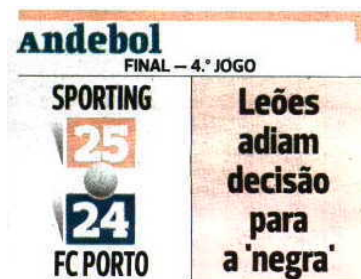 Andebol
FINAL — 4.° JOGO
SPORTING
25
24
FC PORTO
Leões
adiam
decisão
para
a 'negra'